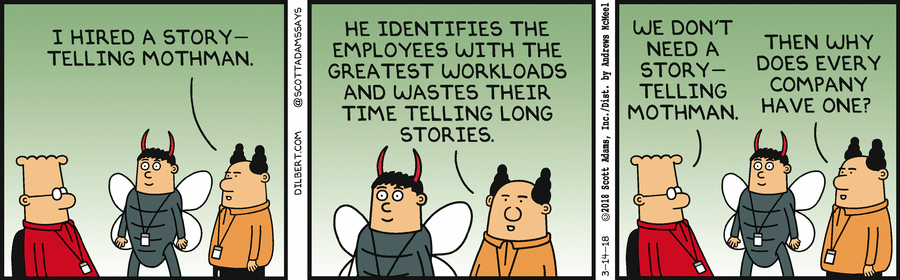 I HIRED A STORY—
TELLING MOTHMAN.
DILBERT.COM @SCOTTADAMSSAYS
HE IDENTIFIES THE
EMPLOYEES WITH THE
GREATEST WORKLOADS
AND WASTES THEIR
TIME TELLING LONG
STORIES.
3-14-18 ©2018 Scott Adams, Inc./Dist. by Andrews McMeel
WE DON'T
NEED A
STORY—
TELLING
MOTHMAN.
THEN WHY
DOES EVERY
COMPANY
HAVE ONE?